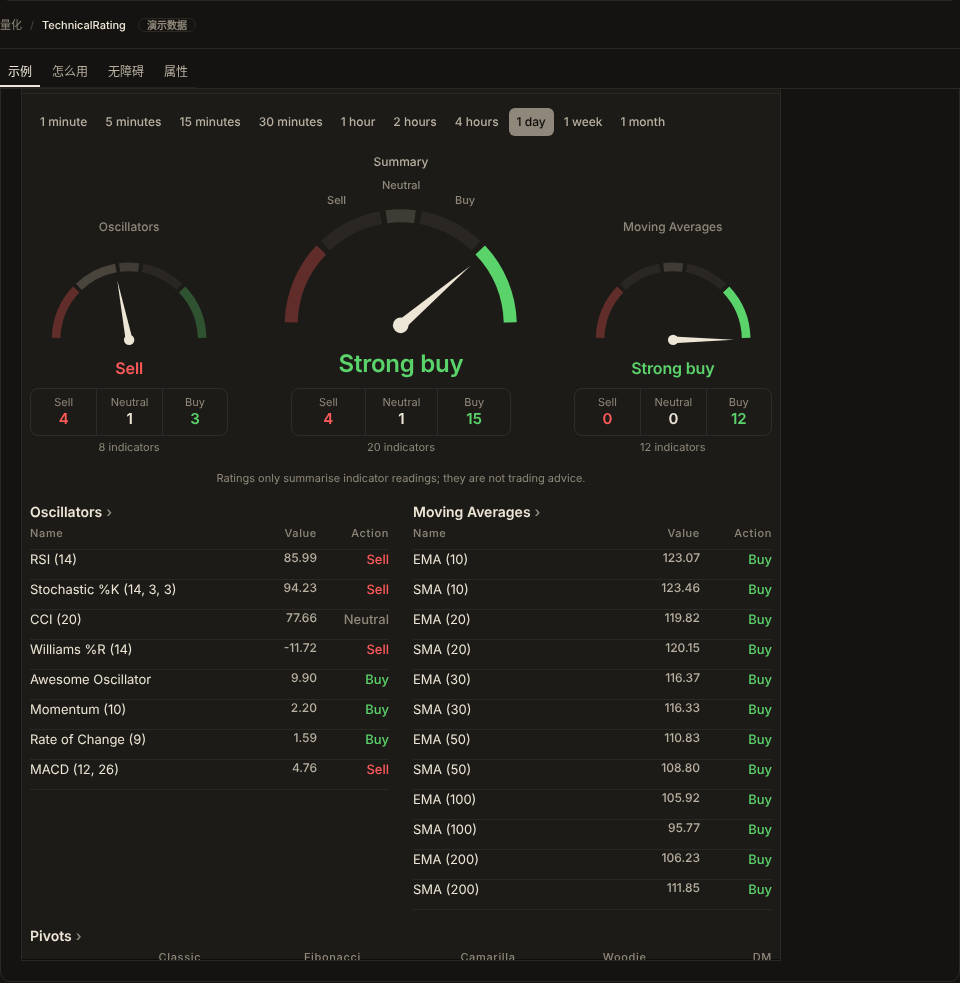 量化 / TechnicalRating 演示数据
示例 怎么用 无障碍 属性
1 minute 5 minutes 15 minutes 30 minutes 1 hour 2 hours 4 hours 1 day 1 week 1 month
Summary
Neutral
Sell Buy
Oscillators Moving Averages
Strong buy
Sell Strong buy
Sell Neutral Buy Sell Neutral Buy Sell Neutral Buy
4 1 3 4 1 15 0 0 12
8 indicators 20 indicators 12 indicators
Ratings only summarise indicator readings; they are not trading advice.
Oscillators › Moving Averages ›
Name Value Action Name Value Action
RSI (14) 85.99 Sell EMA (10) 123.07 Buy
Stochastic %K (14, 3, 3) 94.23 Sell SMA (10) 123.46 Buy
CCI (20) 77.66 Neutral EMA (20) 119.82 Buy
Williams %R (14) -11.72 Sell SMA (20) 120.15 Buy
Awesome Oscillator 9.90 Buy EMA (30) 116.37 Buy
Momentum (10) 2.20 Buy SMA (30) 116.33 Buy
Rate of Change (9) 1.59 Buy EMA (50) 110.83 Buy
MACD (12, 26) 4.76 Sell SMA (50) 108.80 Buy
EMA (100) 105.92 Buy
SMA (100) 95.77 Buy
EMA (200) 106.23 Buy
SMA (200) 111.85 Buy
Pivots ›
Classic Fibonacci Camarilla Woodie DM